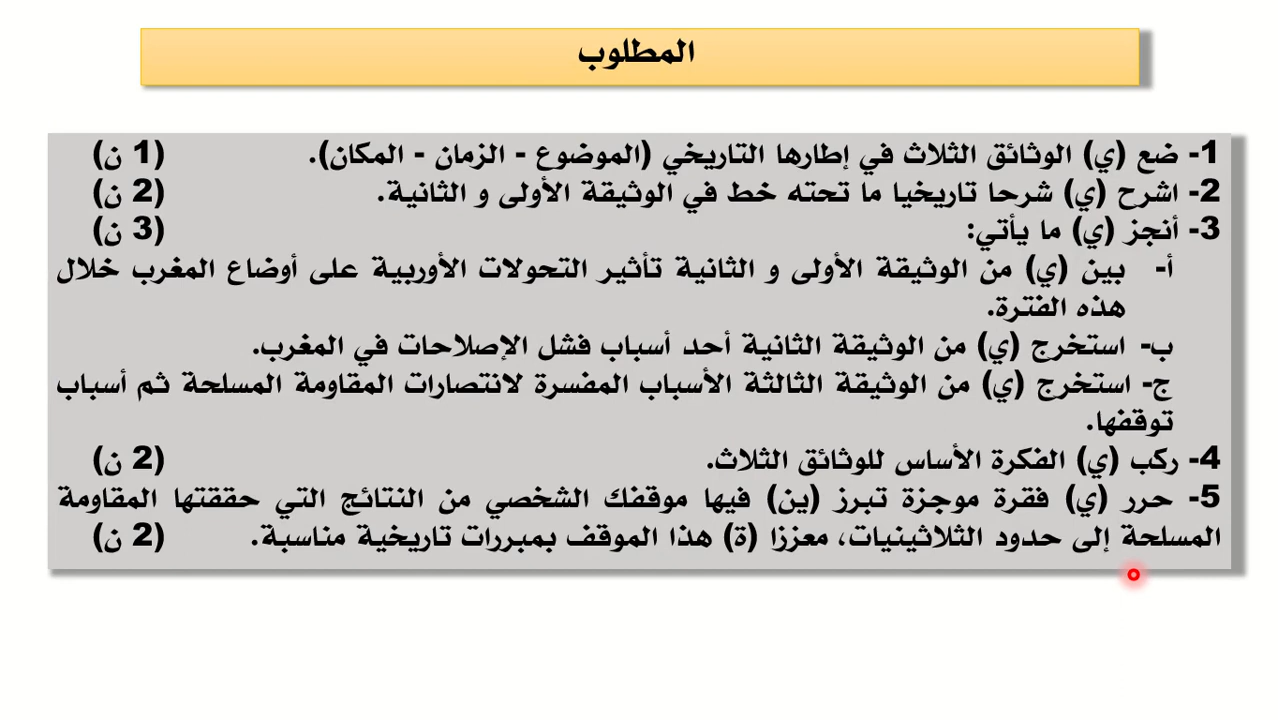 المطلوب
1- ضع (ي) الوثائق الثلاث في إطارها التاريخي (الموضوع - الزمان - المكان). (1 ن)
2- اشرح (ي) شرحا تاريخيا ما تحته خط في الوثيقة الأولى و الثانية. (2 ن)
3- أنجز (ي) ما يأتي: (3 ن)
أ- بين (ي) من الوثيقة الأولى و الثانية تأثير التحولات الأوربية على أوضاع المغرب خلال
هذه الفترة.
ب- استخرج (ي) من الوثيقة الثانية أحد أسباب فشل الإصلاحات في المغرب.
ج- استخرج (ي) من الوثيقة الثالثة الأسباب المفسرة لانتصارات المقاومة المسلحة ثم أسباب
توقفها.
4- ركب (ي) الفكرة الأساس للوثائق الثلاث. (2 ن)
5- حرر (ي) فقرة موجزة تبرز (ين) فيها موقفك الشخصي من النتائج التي حققتها المقاومة
المسلحة إلى حدود الثلاثينيات، معززا (ة) هذا الموقف بمبررات تاريخية مناسبة. (2 ن)